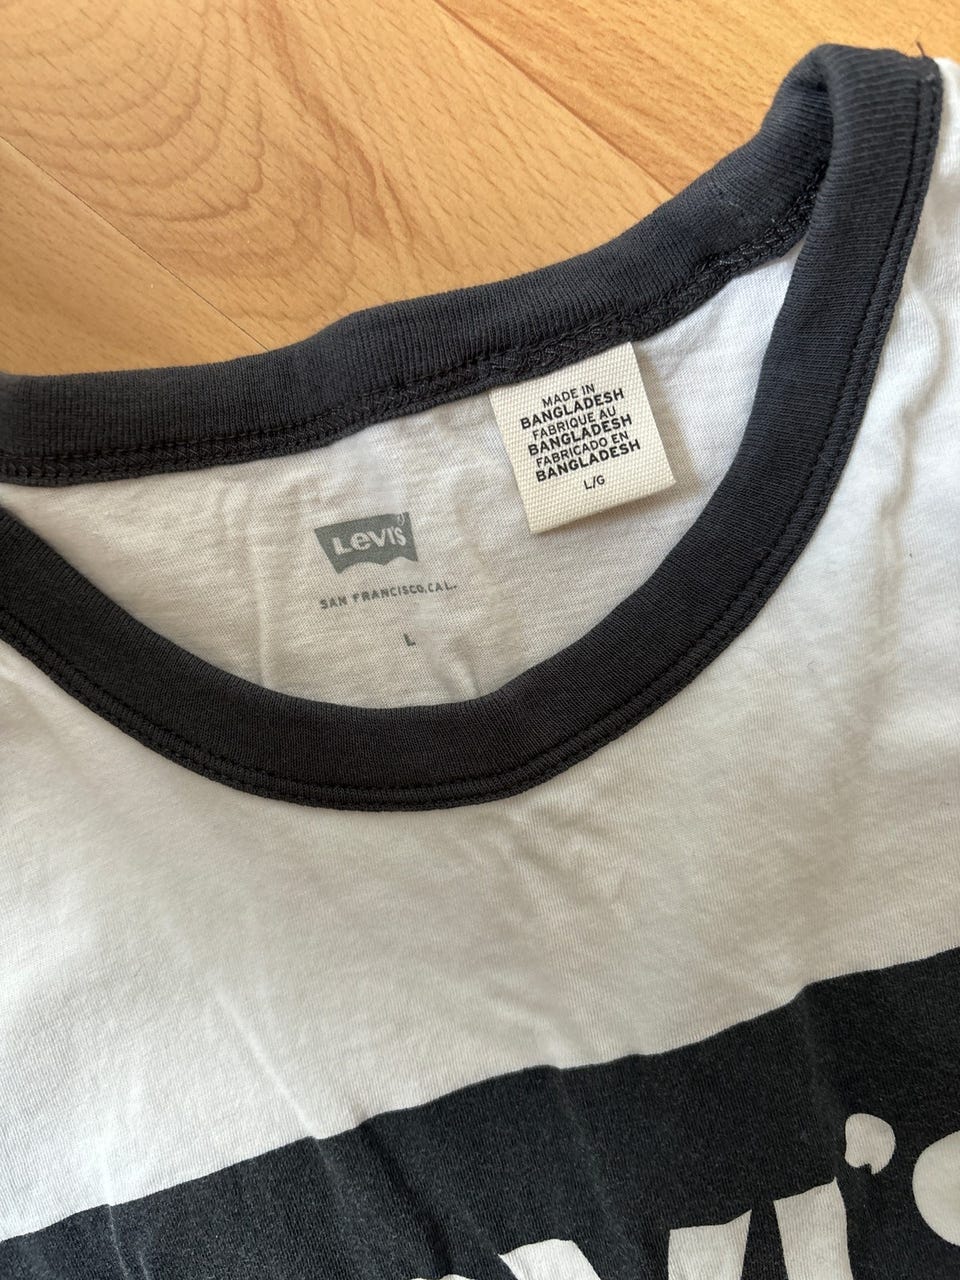 MADE IN
BANGLADESH
FABRIQUE AU
BANGLADESH
FABRICADO EN
BANGLADESH
L/G
LEVI'S
SAN FRANCISCO, CAL.
L